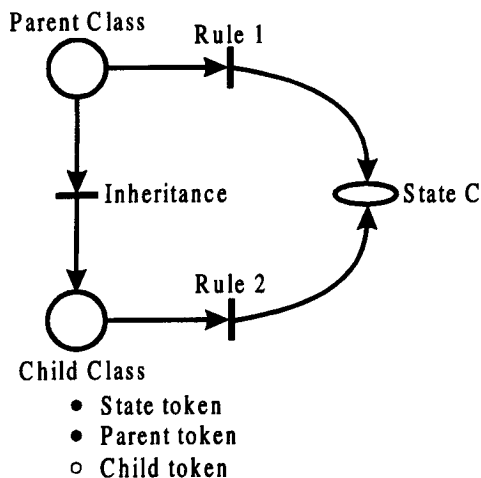 Parent Class
Rule 1
Inheritance
State C
Rule 2
Child Class
State token
Parent token
Child token